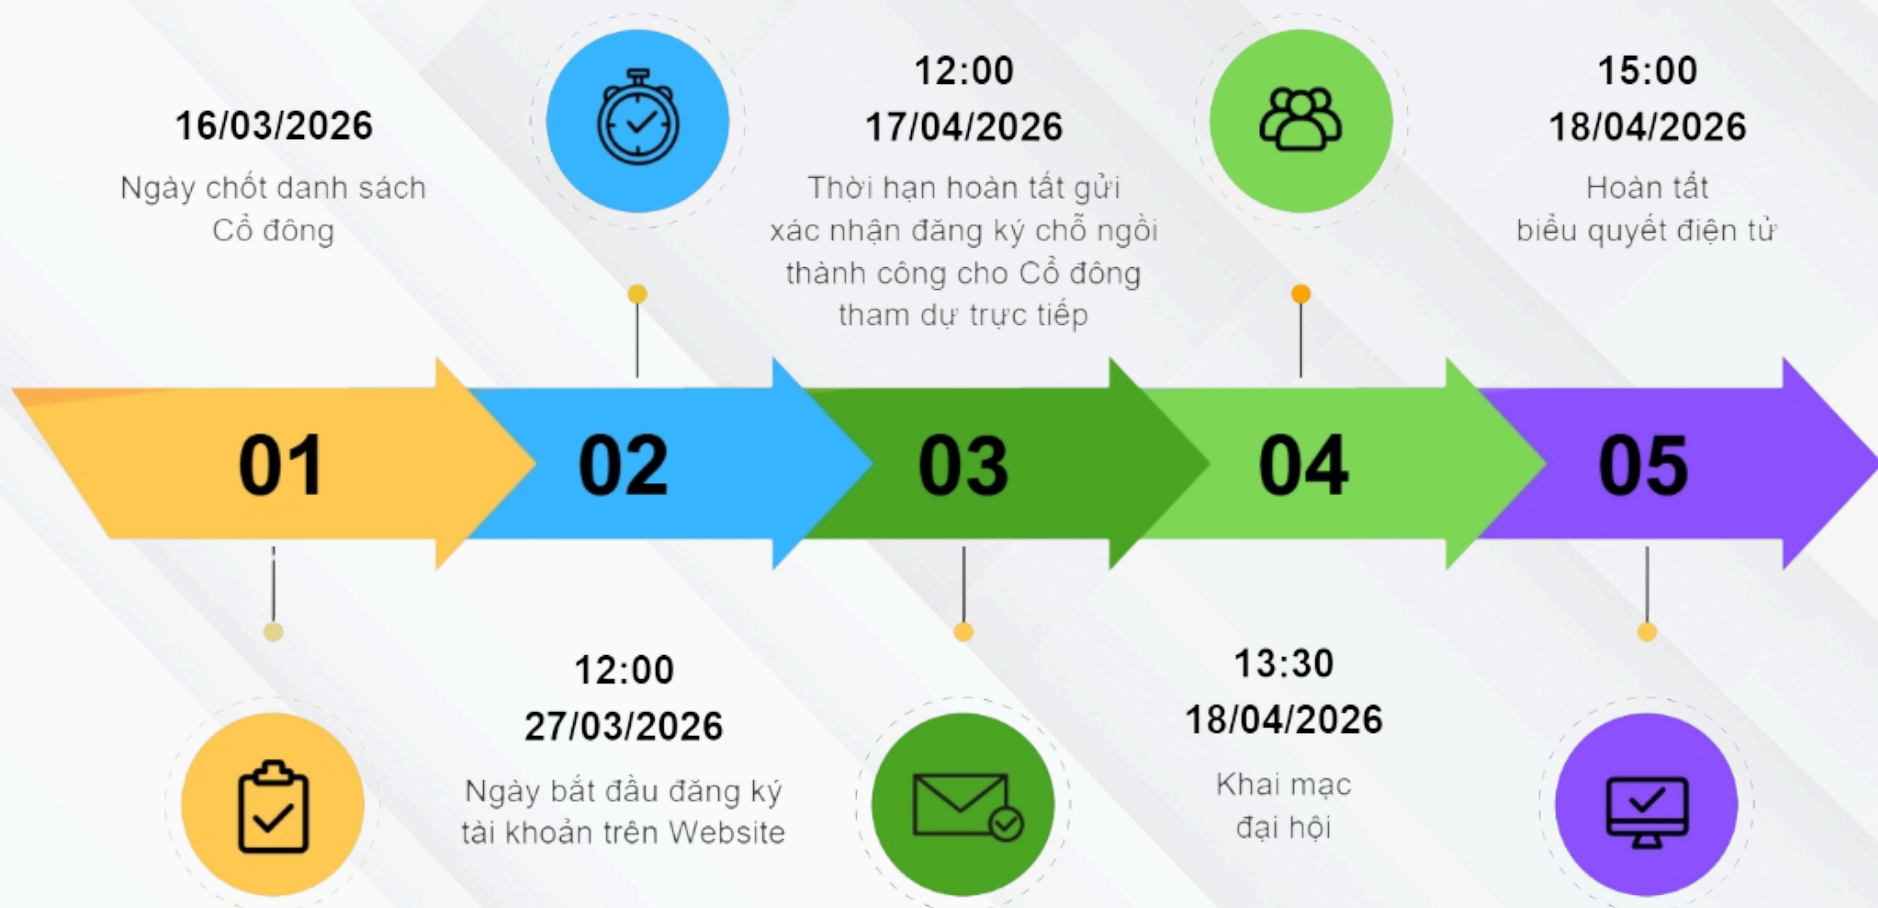 16/03/2026
Ngày chốt danh sách
Cổ đông
12:00
17/04/2026
Thời hạn hoàn tất gửi
xác nhận đăng ký chỗ ngồi
thành công cho Cổ đông
tham dự trực tiếp
15:00
18/04/2026
Hoàn tất
biểu quyết điện tử
01
02
03
04
05
12:00
27/03/2026
Ngày bắt đầu đăng ký
tài khoản trên Website
13:30
18/04/2026
Khai mạc
đại hội